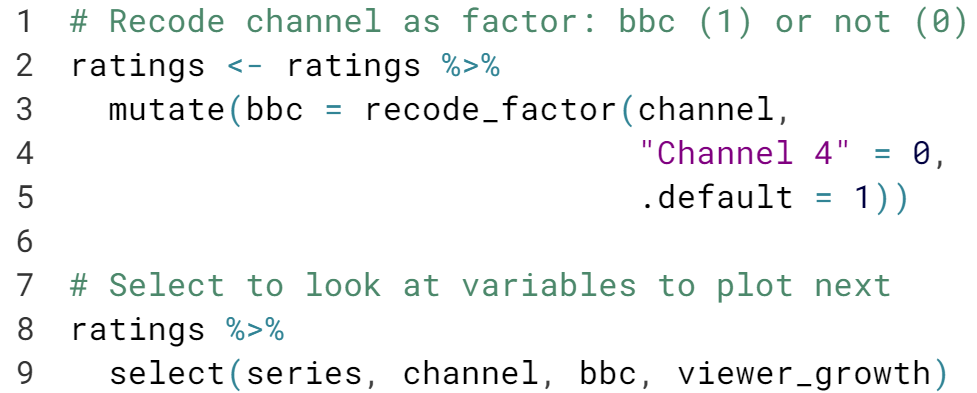 1 # Recode channel as factor: bbc (1) or not (0)
2 ratings <- ratings %>%
3   mutate(bbc = recode_factor(channel,
4                              "Channel 4" = 0,
5                              .default = 1))
6
7 # Select to look at variables to plot next
8 ratings %>%
9   select(series, channel, bbc, viewer_growth)